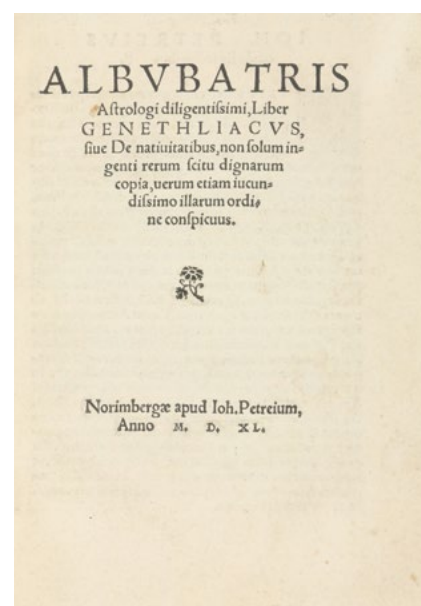 ALBVBATRIS
Aſtrologi diligentiſsimi, Liber
GENETHLIACVS,
ſiue De natiuitatibus, non ſolum in⸗
genti rerum ſcitu dignarum
copia, uerum etiam iucun⸗
diſsimo illarum ordi⸗
ne conſpicuus.
Norimbergæ apud Ioh. Petreium,
Anno M. D. XL.